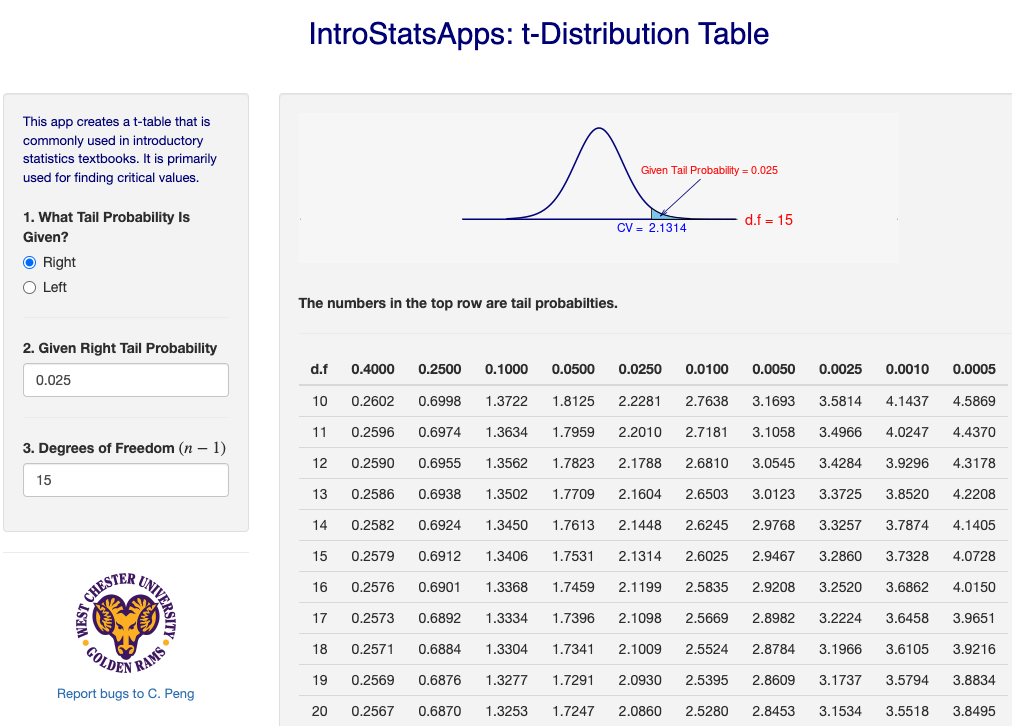 IntroStatsApps: t-Distribution Table
This app creates a t-table that is
commonly used in introductory
statistics textbooks. It is primarily
used for finding critical values.
1. What Tail Probability Is
Given?
Right
Left
2. Given Right Tail Probability
0.025
3. Degrees of Freedom (n − 1)
15
WEST CHESTER UNIVERSITY
GOLDEN RAMS
Report bugs to C. Peng
Given Tail Probability = 0.025
d.f = 15
CV = 2.1314
The numbers in the top row are tail probabilties.
d.f 0.4000 0.2500 0.1000 0.0500 0.0250 0.0100 0.0050 0.0025 0.0010 0.0005
10 0.2602 0.6998 1.3722 1.8125 2.2281 2.7638 3.1693 3.5814 4.1437 4.5869
11 0.2596 0.6974 1.3634 1.7959 2.2010 2.7181 3.1058 3.4966 4.0247 4.4370
12 0.2590 0.6955 1.3562 1.7823 2.1788 2.6810 3.0545 3.4284 3.9296 4.3178
13 0.2586 0.6938 1.3502 1.7709 2.1604 2.6503 3.0123 3.3725 3.8520 4.2208
14 0.2582 0.6924 1.3450 1.7613 2.1448 2.6245 2.9768 3.3257 3.7874 4.1405
15 0.2579 0.6912 1.3406 1.7531 2.1314 2.6025 2.9467 3.2860 3.7328 4.0728
16 0.2576 0.6901 1.3368 1.7459 2.1199 2.5835 2.9208 3.2520 3.6862 4.0150
17 0.2573 0.6892 1.3334 1.7396 2.1098 2.5669 2.8982 3.2224 3.6458 3.9651
18 0.2571 0.6884 1.3304 1.7341 2.1009 2.5524 2.8784 3.1966 3.6105 3.9216
19 0.2569 0.6876 1.3277 1.7291 2.0930 2.5395 2.8609 3.1737 3.5794 3.8834
20 0.2567 0.6870 1.3253 1.7247 2.0860 2.5280 2.8453 3.1534 3.5518 3.8495